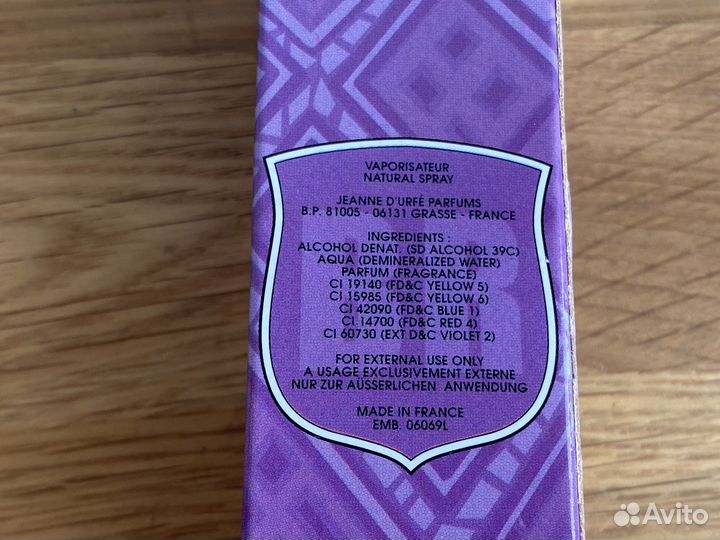 VAPORISATEUR
NATURAL SPRAY
JEANNE D'URFÈ PARFUMS
B.P. 81005 - 06131 GRASSE - FRANCE
INGREDIENTS :
ALCOHOL DENAT. (SD ALCOHOL 39C)
AQUA (DEMINERALIZED WATER)
PARFUM (FRAGRANCE)
CI 19140 (FD&C YELLOW 5)
CI 15985 (FD&C YELLOW 6)
CI 42090 (FD&C BLUE 1)
CI 14700 (FD&C RED 4)
CI 60730 (EXT D&C VIOLET 2)
FOR EXTERNAL USE ONLY
A USAGE EXCLUSIVEMENT EXTERNE
NUR ZUR AÜSSERLICHEN ANWENDUNG
MADE IN FRANCE
EMB. 06069L
Avito